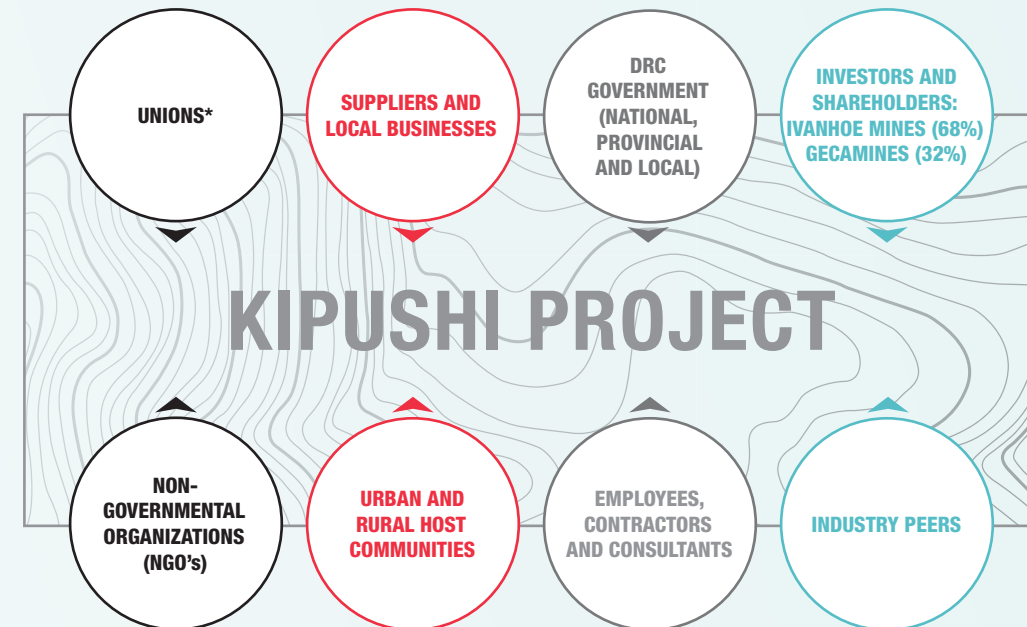 UNIONS*
SUPPLIERS AND
LOCAL BUSINESSES
DRC
GOVERNMENT
(NATIONAL,
PROVINCIAL
AND LOCAL)
INVESTORS AND
SHAREHOLDERS:
IVANHOE MINES (68%)
GECAMINES (32%)
KIPUSHI PROJECT
NON-
GOVERNMENTAL
ORGANIZATIONS
(NGO's)
URBAN AND
RURAL HOST
COMMUNITIES
EMPLOYEES,
CONTRACTORS
AND CONSULTANTS
INDUSTRY PEERS